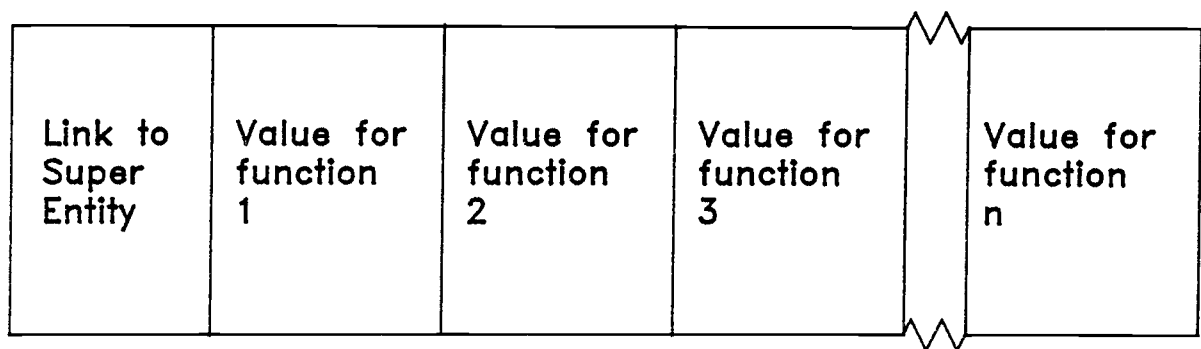 Link to
Super
Entity
Value for
function
1
Value for
function
2
Value for
function
3
Value for
function
n